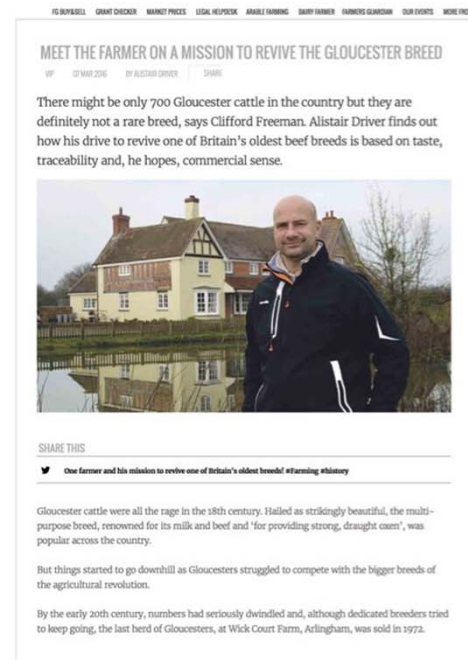 FG BUY&SELL GRANT CHECKER MARKET PRICES LEGAL HELPDESK ARABLE FARMING DAIRY FARMER FARMERS GUARDIAN OUR EVENTS MORE FRO
MEET THE FARMER ON A MISSION TO REVIVE THE GLOUCESTER BREED
VIP 07 MAR 2016 BY ALISTAIR DRIVER SHARE
There might be only 700 Gloucester cattle in the country but they are
definitely not a rare breed, says Clifford Freeman. Alistair Driver finds out
how his drive to revive one of Britain's oldest beef breeds is based on taste,
traceability and, he hopes, commercial sense.
SHARE THIS
One farmer and his mission to revive one of Britain's oldest breeds! #Farming #history
Gloucester cattle were all the rage in the 18th century. Hailed as strikingly beautiful, the multi-
purpose breed, renowned for its milk and beef and 'for providing strong, draught oxen', was
popular across the country.
But things started to go downhill as Gloucesters struggled to compete with the bigger breeds of
the agricultural revolution.
By the early 20th century, numbers had seriously dwindled and, although dedicated breeders tried
to keep going, the last herd of Gloucesters, at Wick Court Farm, Arlingham, was sold in 1972.